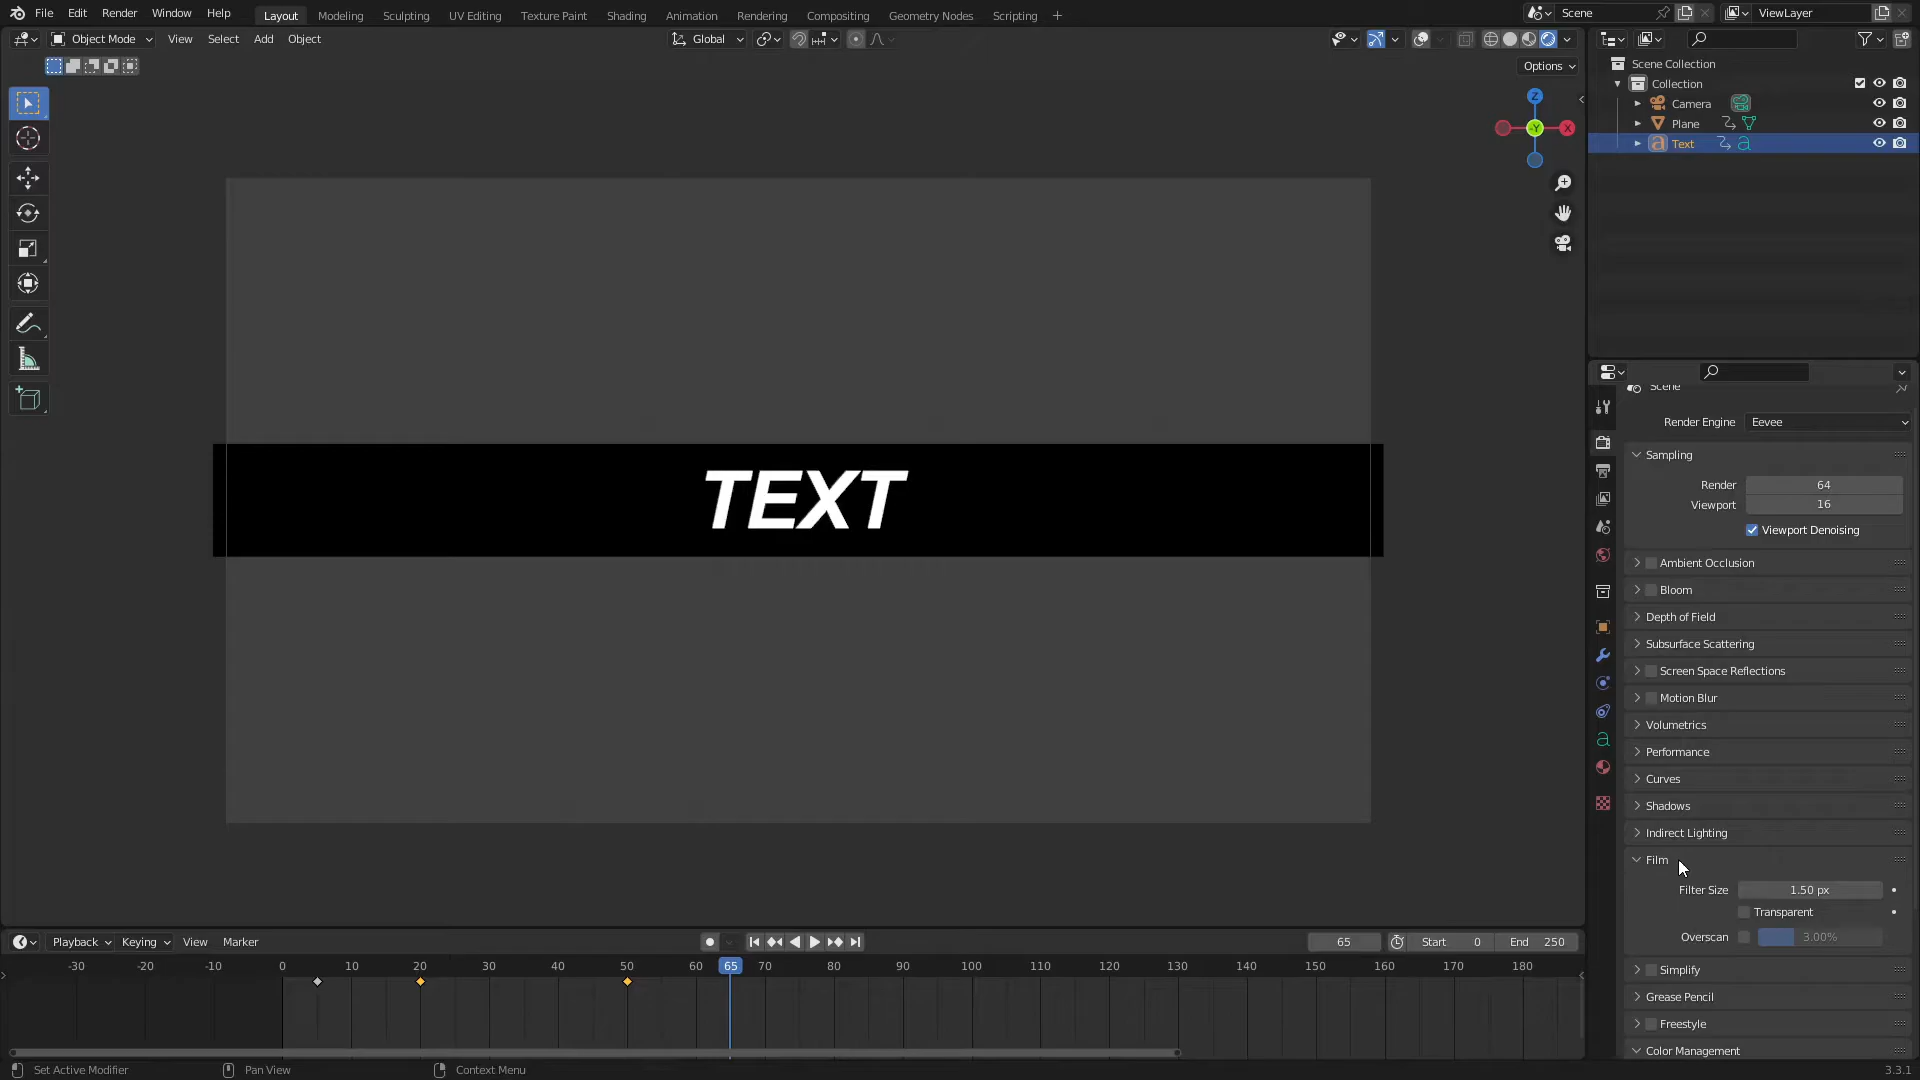 File Edit Render Window Help Layout Modeling Sculpting UV Editing Texture Paint Shading Animation Rendering Compositing Geometry Nodes Scripting + Scene ViewLayer
Object Mode View Select Add Object Global
Options
Scene Collection
Collection
Camera
Plane
Text
Z
Y X
TEXT
Scene
Render Engine Eevee
Sampling
Render 64
Viewport 16
Viewport Denoising
Ambient Occlusion
Bloom
Depth of Field
Subsurface Scattering
Screen Space Reflections
Motion Blur
Volumetrics
Performance
Curves
Shadows
Indirect Lighting
Film
Filter Size 1.50 px
Transparent
Overscan 3.00%
Simplify
Grease Pencil
Freestyle
Color Management
Playback Keying View Marker 65 Start 0 End 250
-30 -20 -10 0 10 20 30 40 50 60 65 70 80 90 100 110 120 130 140 150 160 170 180
Set Active Modifier Pan View Context Menu 3.3.1